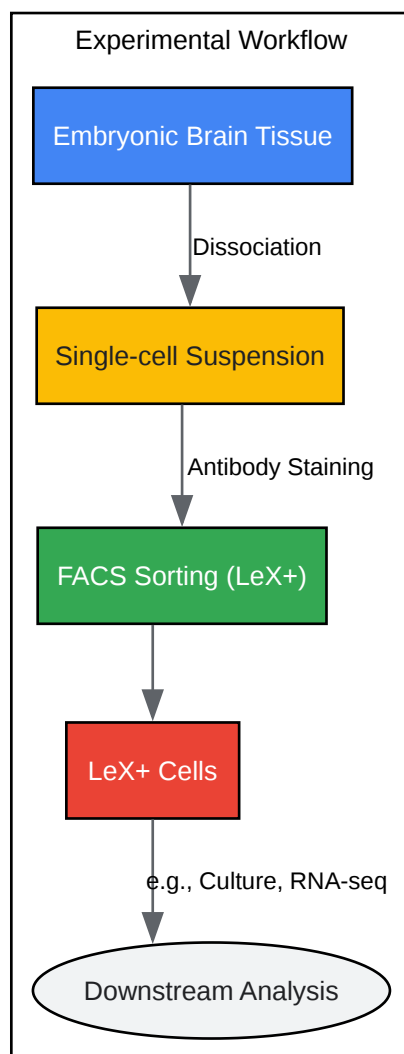 Experimental Workflow
Embryonic Brain Tissue
Dissociation
Single-cell Suspension
Antibody Staining
FACS Sorting (LeX+)
LeX+ Cells
e.g., Culture, RNA-seq
Downstream Analysis